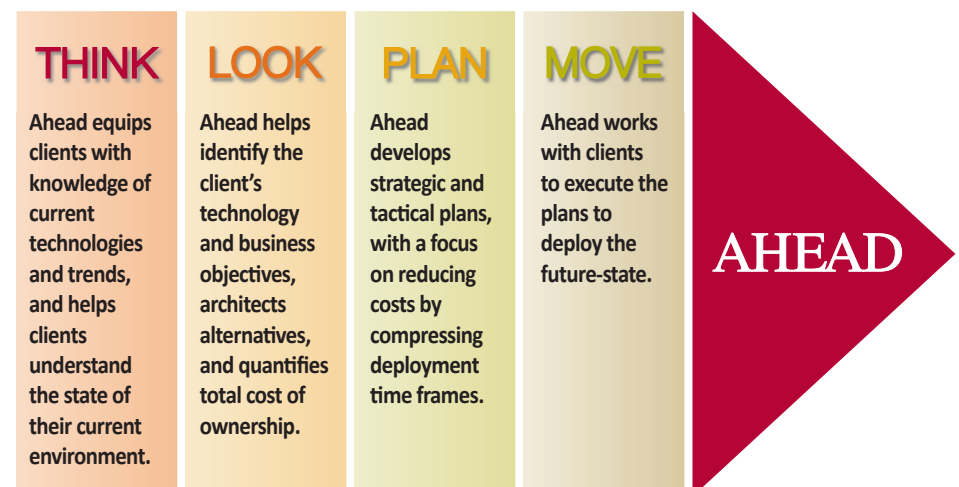 THINK
Ahead equips
clients with
knowledge of
current
technologies
and trends,
and helps
clients
understand
the state of
their current
environment.
LOOK
Ahead helps
identify the
client's
technology
and business
objectives,
architects
alternatives,
and quantifies
total cost of
ownership.
PLAN
Ahead
develops
strategic and
tactical plans,
with a focus
on reducing
costs by
compressing
deployment
time frames.
MOVE
Ahead works
with clients
to execute the
plans to
deploy the
future-state.
AHEAD